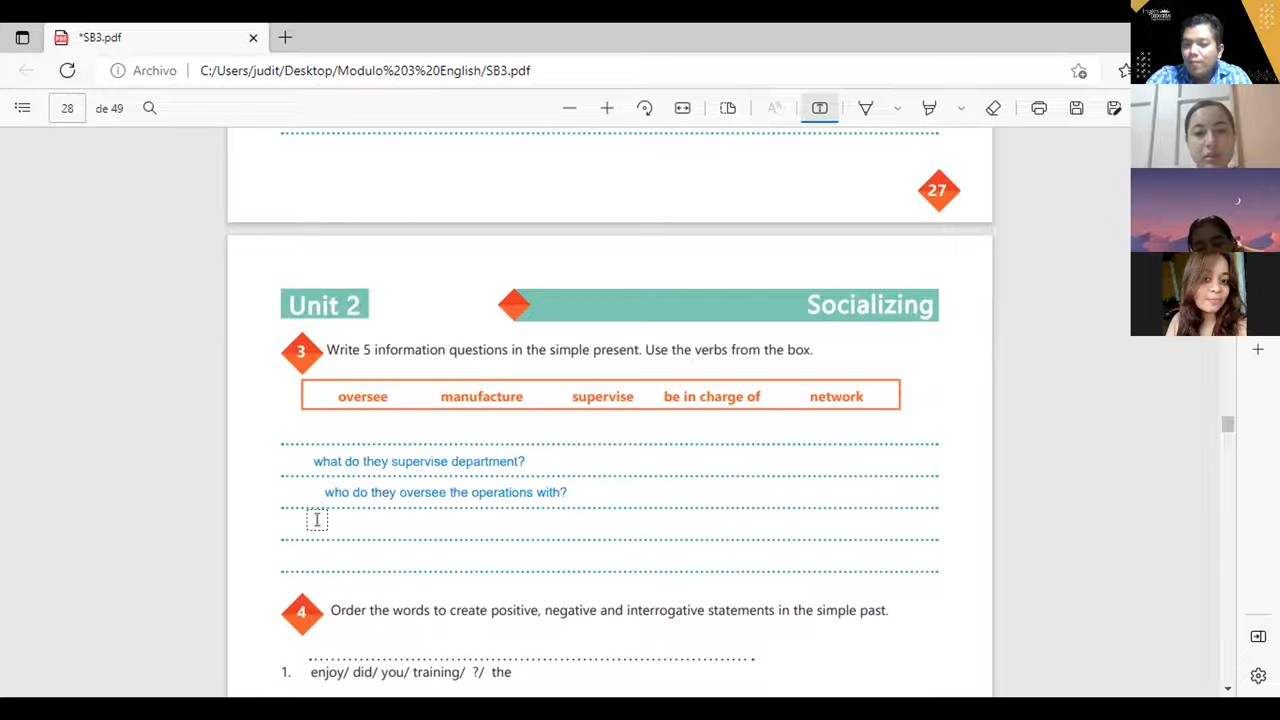 *SB3.pdf
Archivo
C:/Users/judit/Desktop/Modulo%203%20English/SB3.pdf
28
de 49
27
Unit 2
Socializing
3
Write 5 information questions in the simple present. Use the verbs from the box.
oversee manufacture supervise be in charge of network
what do they supervise department?
who do they oversee the operations with?
4
Order the words to create positive, negative and interrogative statements in the simple past.
1. enjoy/ did/ you/ training/ ?/ the